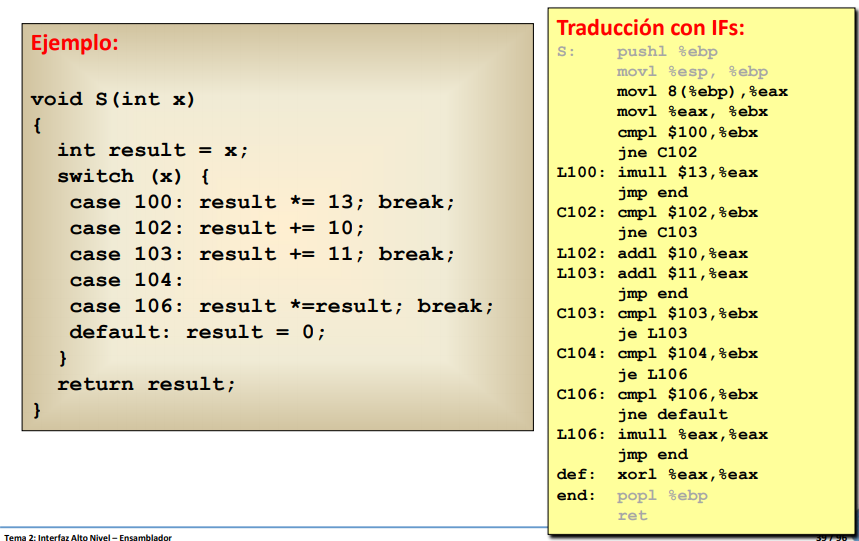 Ejemplo:
void S(int x)
{
int result = x;
switch (x) {
case 100: result *= 13; break;
case 102: result += 10;
case 103: result += 11; break;
case 104:
case 106: result *=result; break;
default: result = 0;
}
return result;
}
Traducción con IFs:
S: pushl %ebp
movl %esp, %ebp
movl 8(%ebp),%eax
movl %eax, %ebx
cmpl $100,%ebx
jne C102
L100: imull $13,%eax
jmp end
C102: cmpl $102,%ebx
jne C103
L102: addl $10,%eax
L103: addl $11,%eax
jmp end
C103: cmpl $103,%ebx
je L103
C104: cmpl $104,%ebx
je L106
C106: cmpl $106,%ebx
jne default
L106: imull %eax,%eax
jmp end
def: xorl %eax,%eax
end: popl %ebp
ret
Tema 2: Interfaz Alto Nivel – Ensamblador
39 / 96